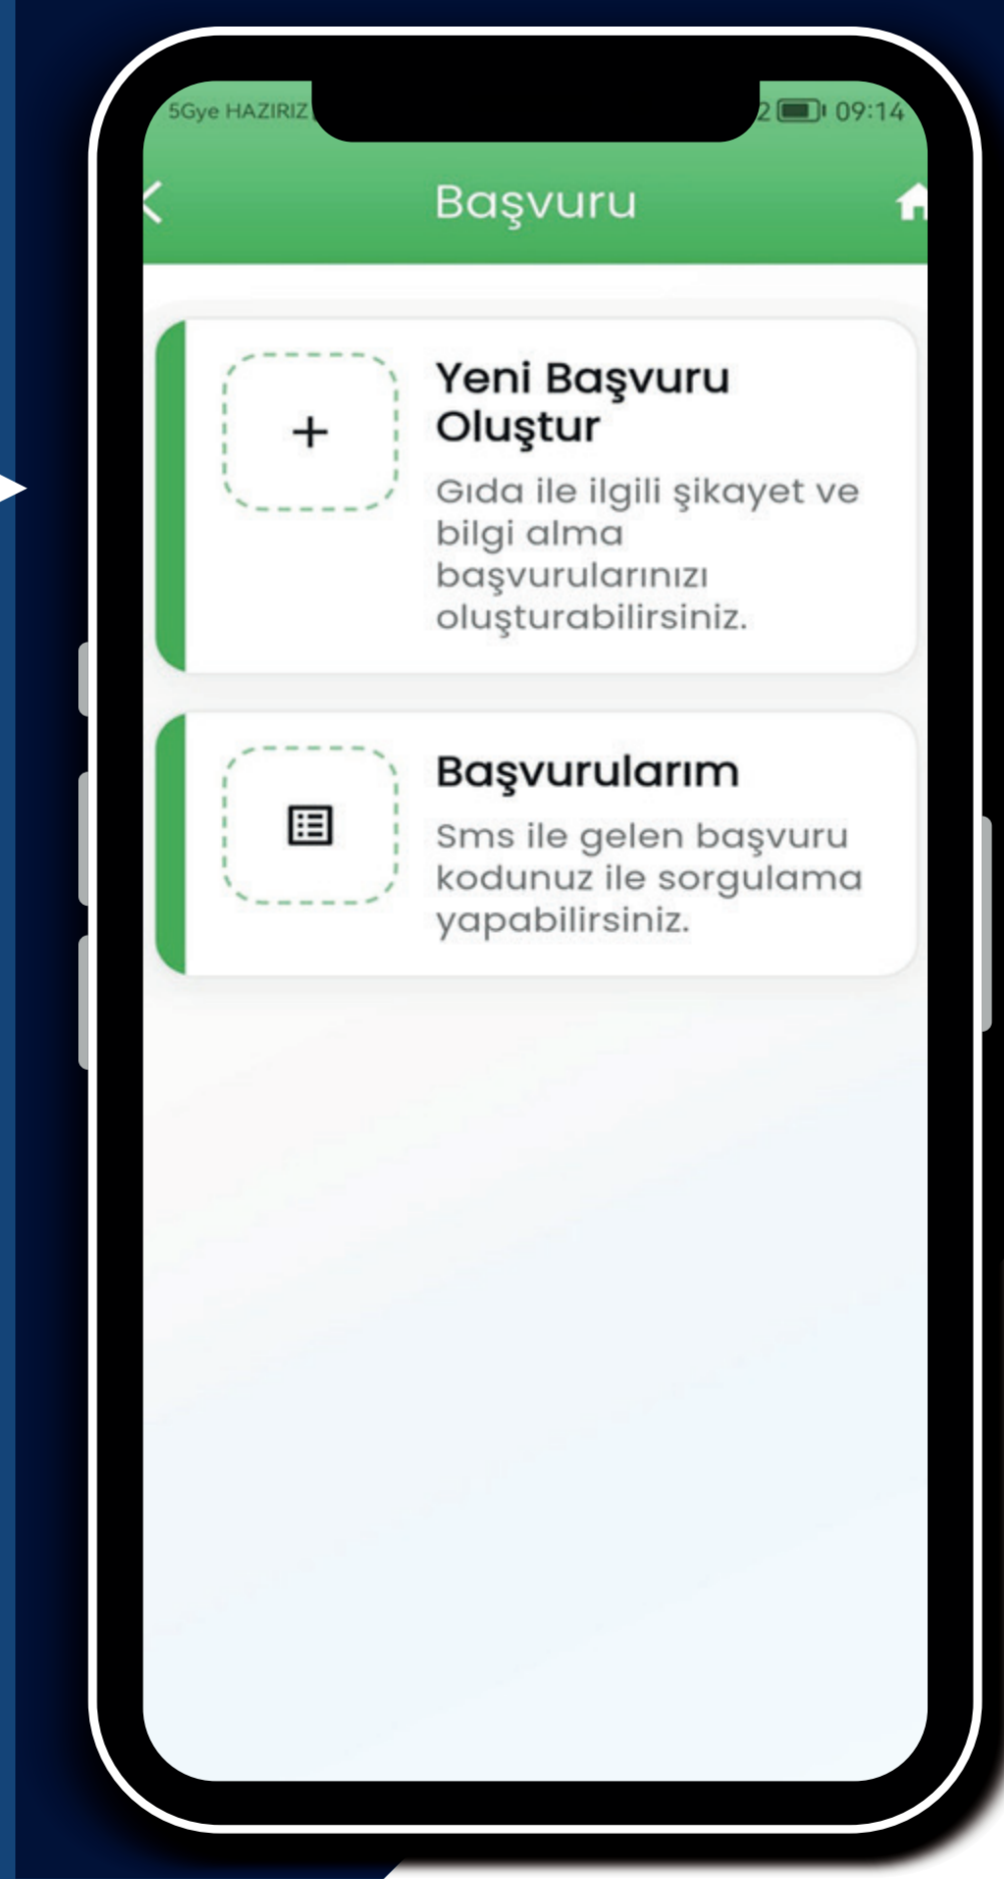 5Gye HAZIRIZ
2 09:14
Başvuru
Yeni Başvuru
Oluştur
Gıda ile ilgili şikayet ve
bilgi alma
başvurularınızı
oluşturabilirsiniz.
Başvurularım
Sms ile gelen başvuru
kodunuz ile sorgulama
yapabilirsiniz.